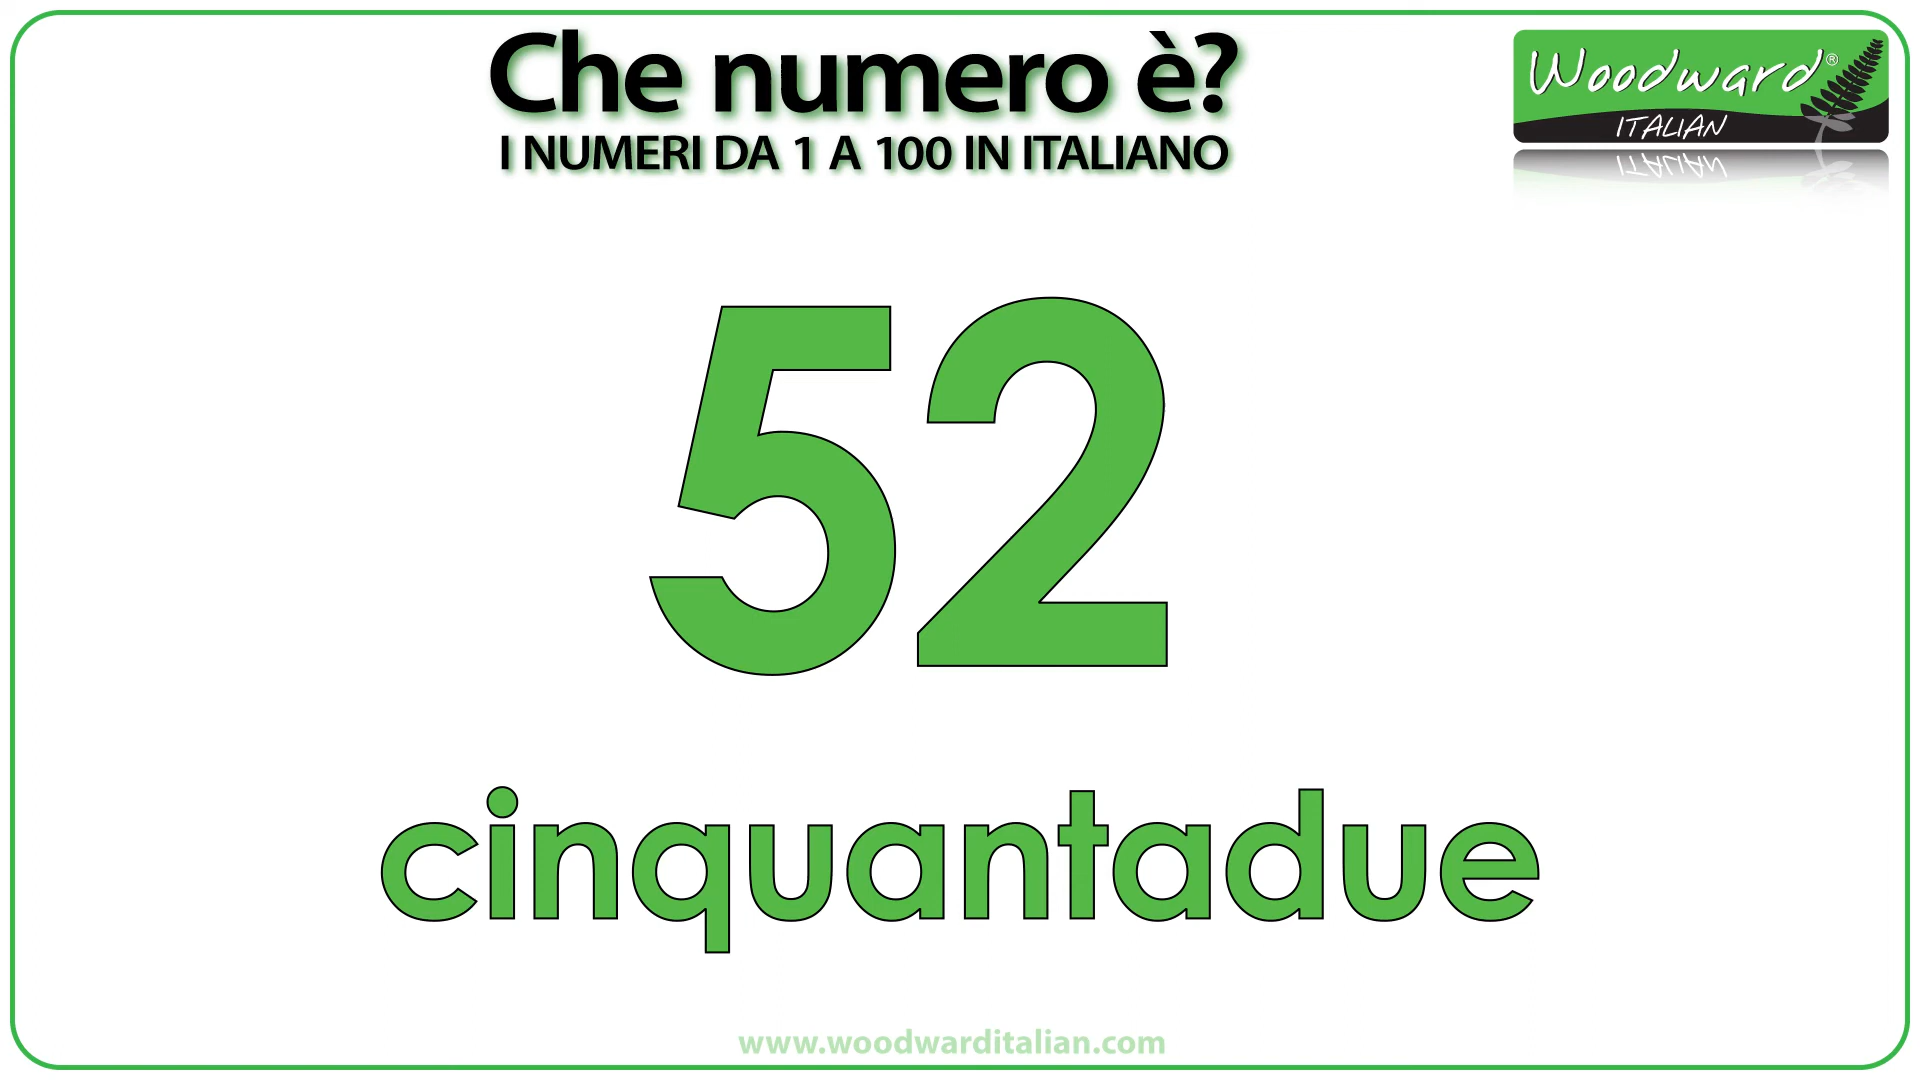 Che numero è?
I NUMERI DA 1 A 100 IN ITALIANO
Woodward®
ITALIAN
52
cinquantadue
www.woodwarditalian.com